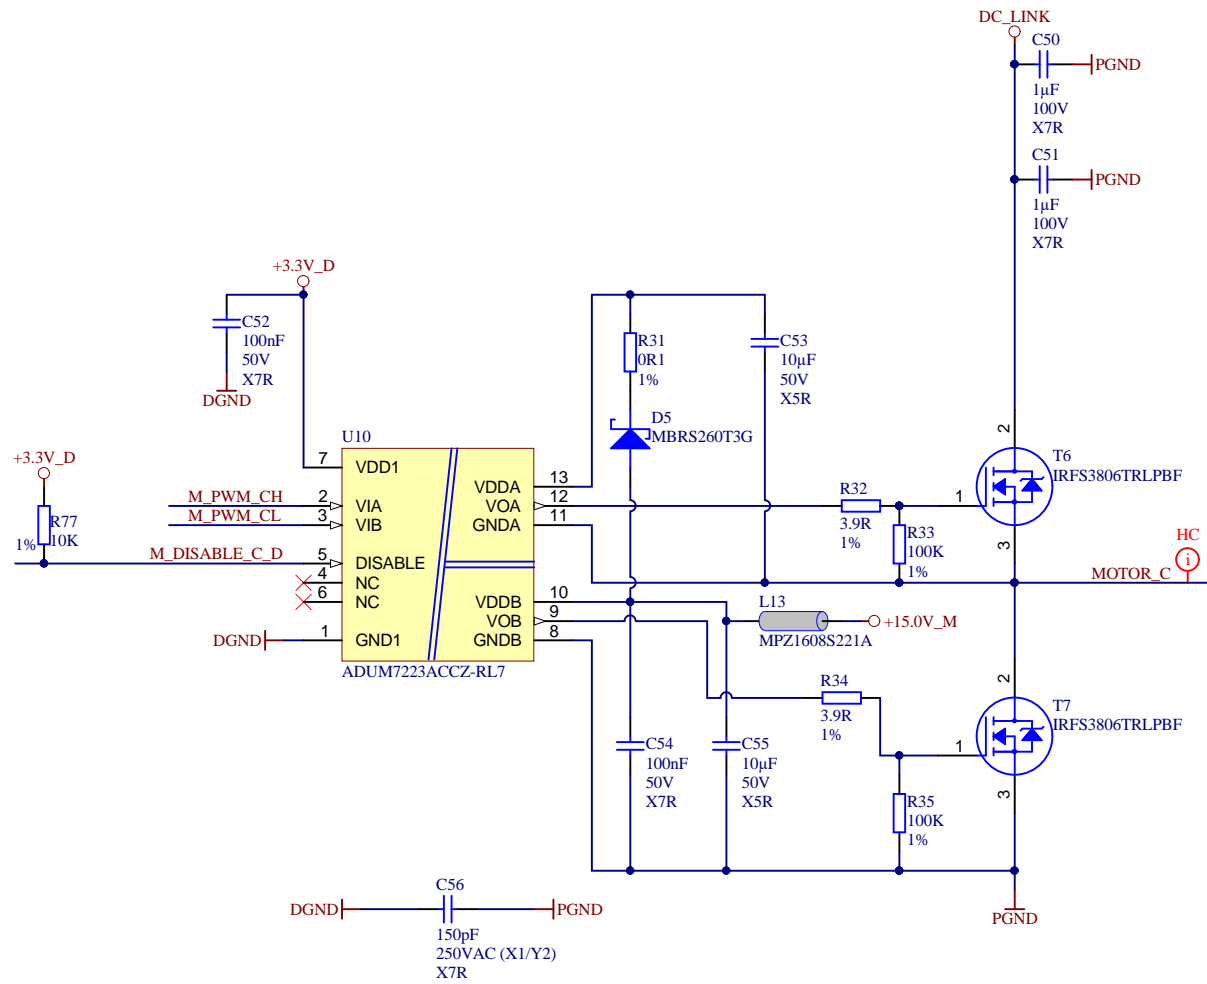 DC_LINK
C50
PGND
1µF
100V
X7R
C51
PGND
1µF
100V
X7R
+3.3V_D
C52
100nF
50V
X7R
DGND
R31
0R1
1%
C53
10µF
50V
X5R
D5
MBRS260T3G
U10
7
VDD1
2
VIA
3
VIB
5
DISABLE
4
NC
6
NC
1
GND1
VDDA
13
VOA
12
GNDA
11
VDDB
10
VOB
9
GNDB
8
ADUM7223ACCZ-RL7
+3.3V_D
R77
10K
1%
M_PWM_CH
M_PWM_CL
M_DISABLE_C_D
DGND
R32
3.9R
1%
R33
100K
1%
2
T6
IRFS3806TRLPBF
1
3
HC
i
MOTOR_C
L13
+15.0V_M
MPZ1608S221A
R34
3.9R
1%
2
T7
IRFS3806TRLPBF
1
3
C54
100nF
50V
X7R
C55
10µF
50V
X5R
R35
100K
1%
PGND
C56
DGND
PGND
150pF
250VAC (X1/Y2)
X7R